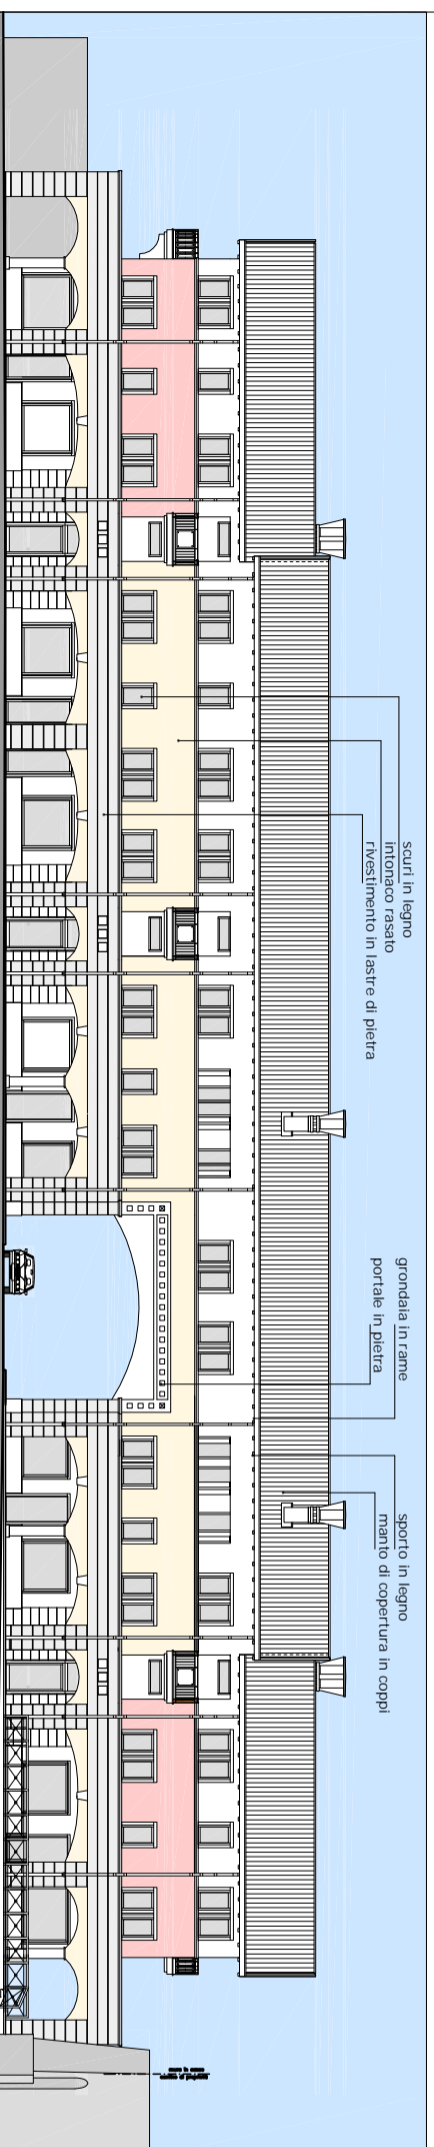 scuri in legno
intonaco rasato
rivestimento in lastre di pietra
grondaia in rame
portale in pietra
sporto in legno
manto di copertura in coppi